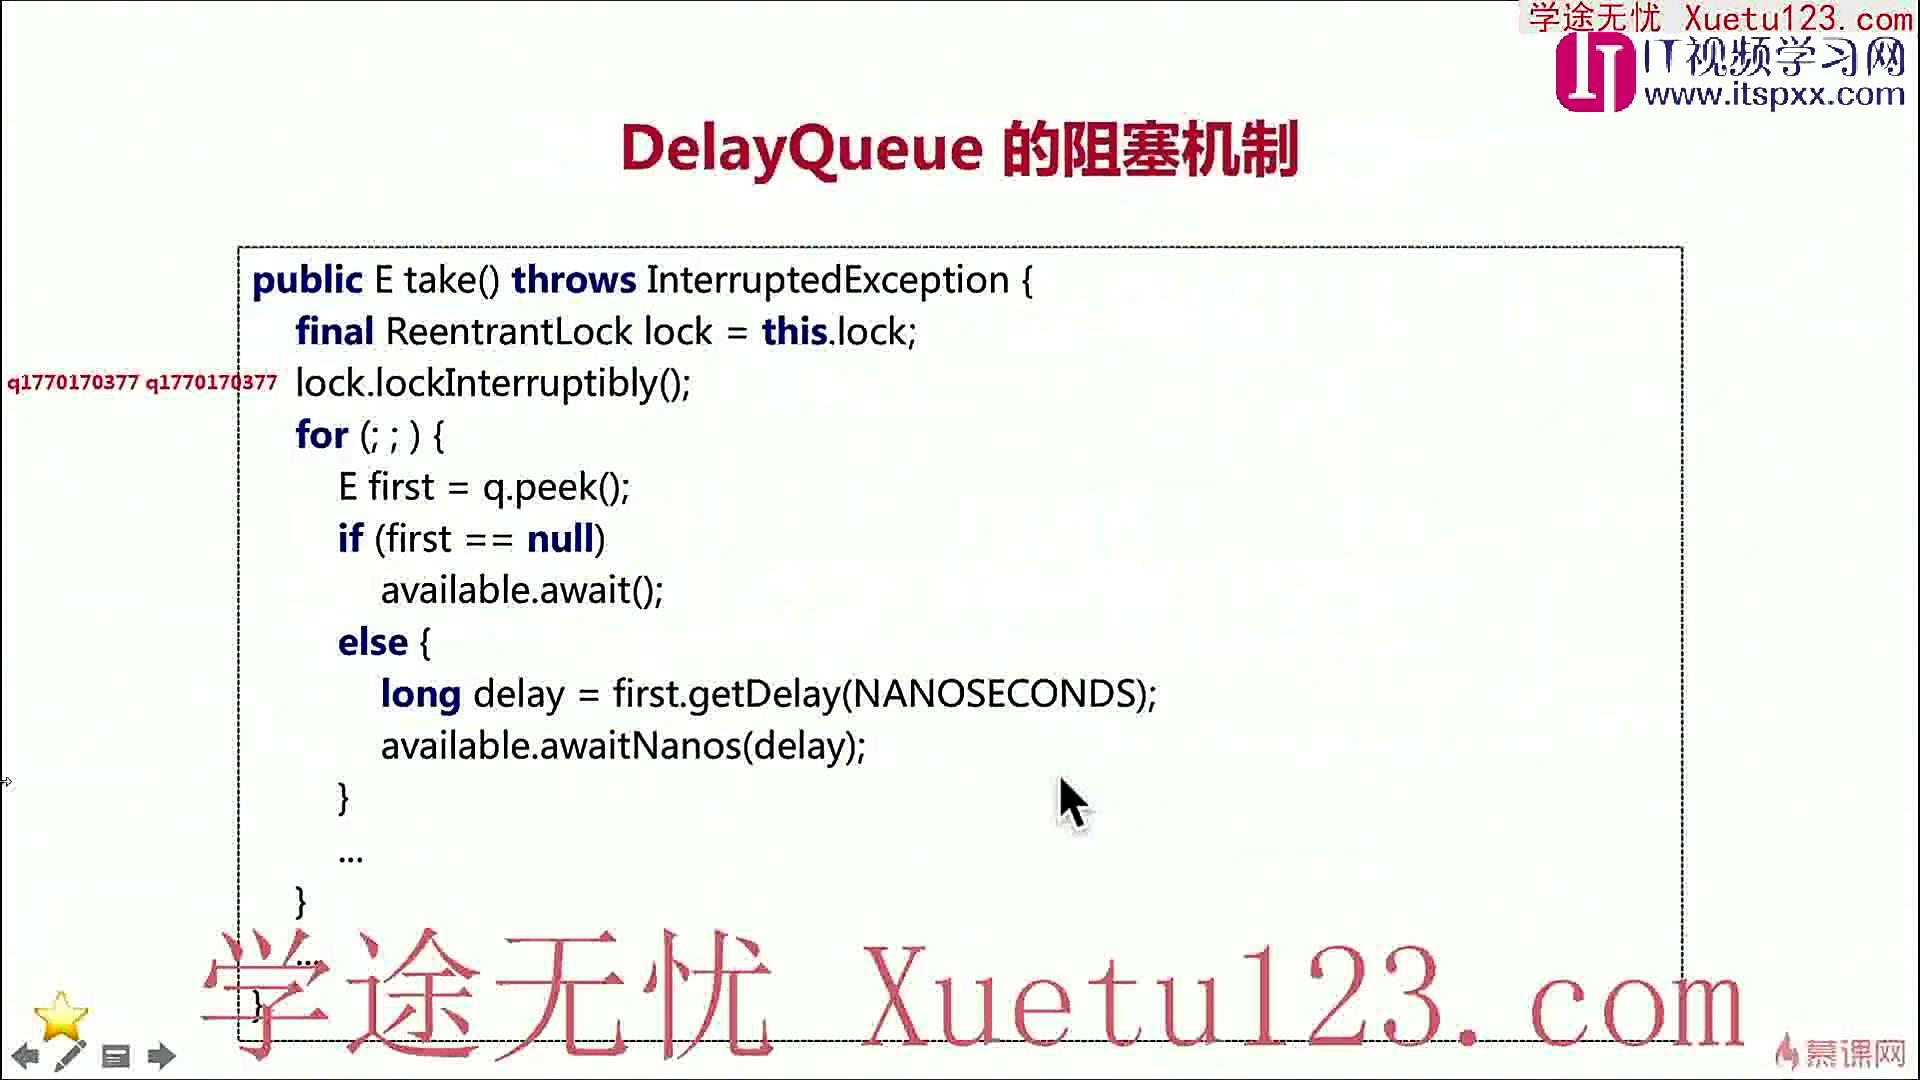 学途无忧 Xuetu123.com
IT视频学习网
www.itspxx.com
DelayQueue 的阻塞机制
public E take() throws InterruptedException {
final ReentrantLock lock = this.lock;
q1770170377 q1770170377
lock.lockInterruptibly();
for (; ; ) {
E first = q.peek();
if (first == null)
available.await();
else {
long delay = first.getDelay(NANOSECONDS);
available.awaitNanos(delay);
}
...
}
...
}
学途无忧 Xuetu123.com
慕课网